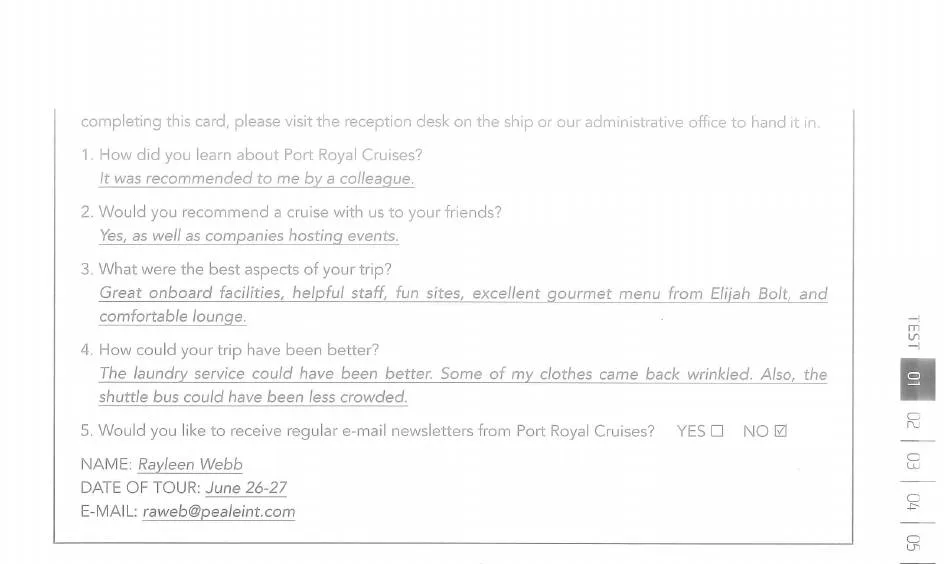 completing this card, please visit the reception desk on the ship or our administrative office to hand it in.
1. How did you learn about Port Royal Cruises?
It was recommended to me by a colleague.
2. Would you recommend a cruise with us to your friends?
Yes, as well as companies hosting events.
3. What were the best aspects of your trip?
Great onboard facilities, helpful staff, fun sites, excellent gourmet menu from Elijah Bolt, and
comfortable lounge.
4. How could your trip have been better?
The laundry service could have been better. Some of my clothes came back wrinkled. Also, the
shuttle bus could have been less crowded.
5. Would you like to receive regular e-mail newsletters from Port Royal Cruises? YES ☐ NO ☑
NAME: Rayleen Webb
DATE OF TOUR: June 26-27
E-MAIL: raweb@pealeint.com
TEST
01
02
03
04
05